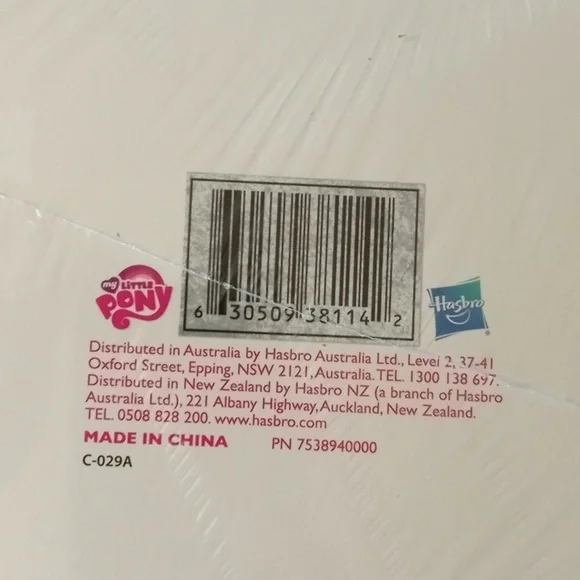 6 30509 38114 2
my LITTLE
PONY
Hasbro
Distributed in Australia by Hasbro Australia Ltd., Level 2, 37-41
Oxford Street, Epping, NSW 2121, Australia. TEL. 1300 138 697.
Distributed in New Zealand by Hasbro NZ (a branch of Hasbro
Australia Ltd.), 221 Albany Highway, Auckland, New Zealand.
TEL. 0508 828 200. www.hasbro.com
MADE IN CHINA PN 7538940000
C-029A